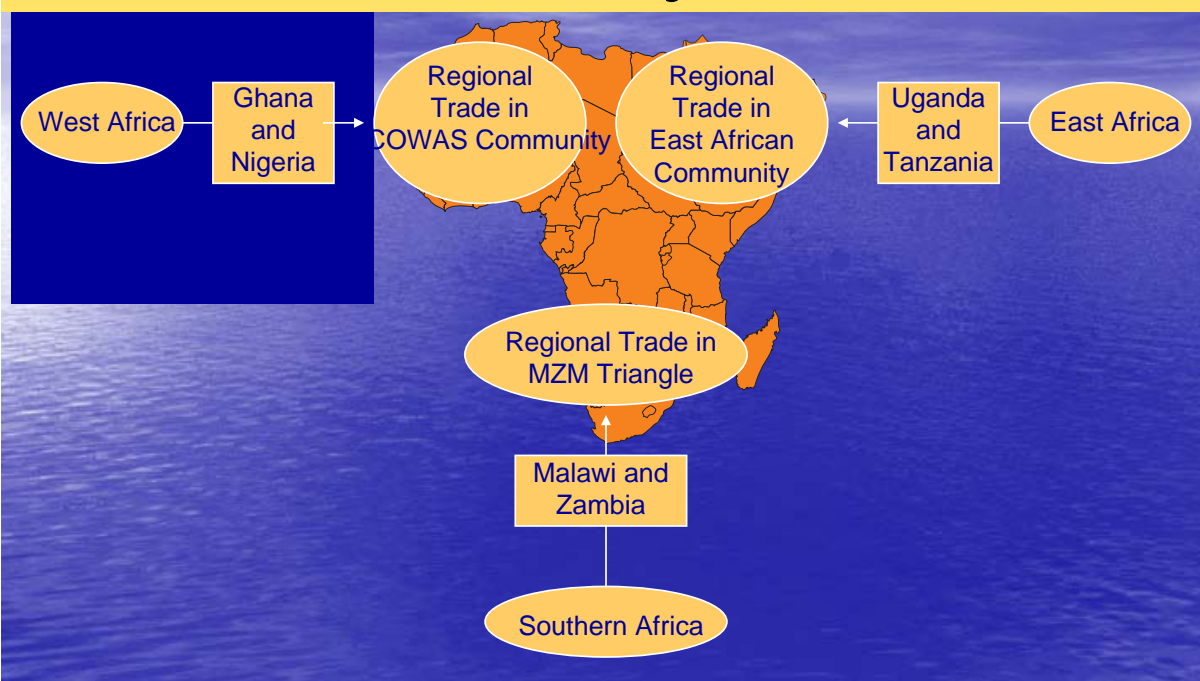 West Africa
Ghana
and
Nigeria
Regional
Trade in
COWAS Community
Regional
Trade in
East African
Community
Uganda
and
Tanzania
East Africa
Regional Trade in
MZM Triangle
Malawi and
Zambia
Southern Africa